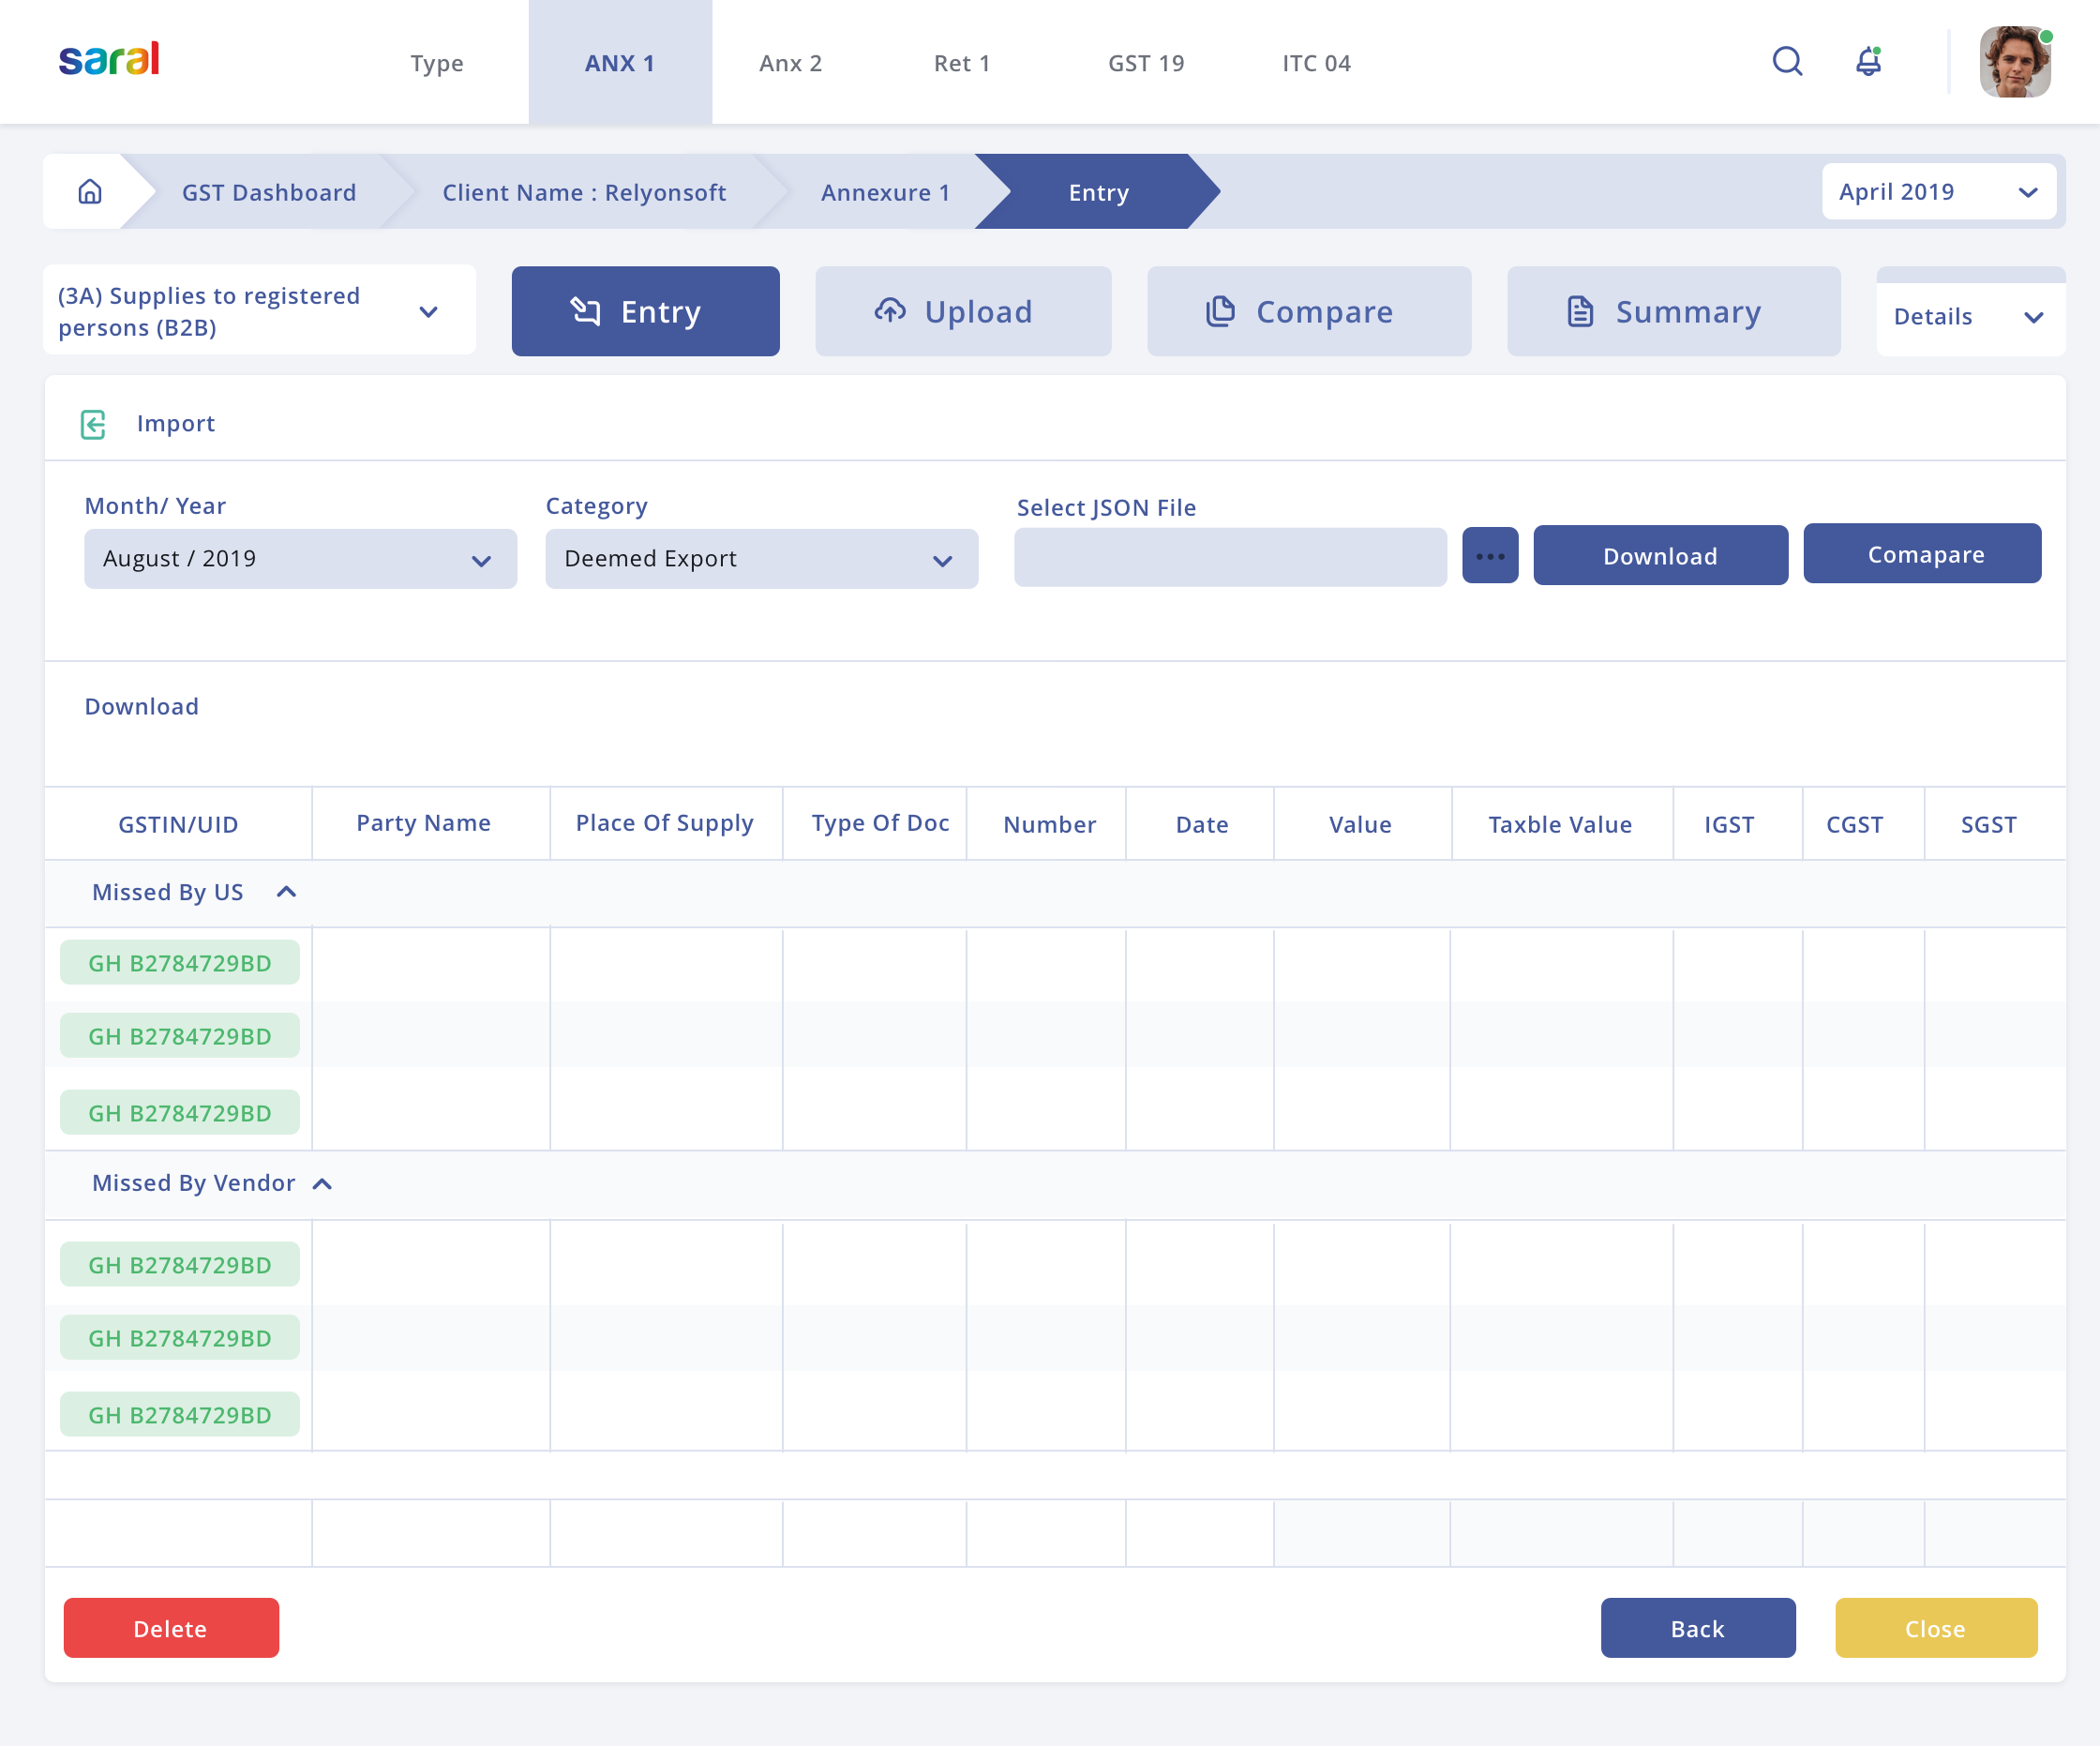 saral
Type
ANX 1
Anx 2
Ret 1
GST 19
ITC 04
GST Dashboard
Client Name : Relyonsoft
Annexure 1
Entry
April 2019
(3A) Supplies to registered
persons (B2B)
Entry
Upload
Compare
Summary
Details
Import
Month/ Year
Category
Select JSON File
August / 2019
Deemed Export
Download
Comapare
Download
GSTIN/UID
Party Name
Place Of Supply
Type Of Doc
Number
Date
Value
Taxble Value
IGST
CGST
SGST
Missed By US
GH B2784729BD
GH B2784729BD
GH B2784729BD
Missed By Vendor
GH B2784729BD
GH B2784729BD
GH B2784729BD
Delete
Back
Close